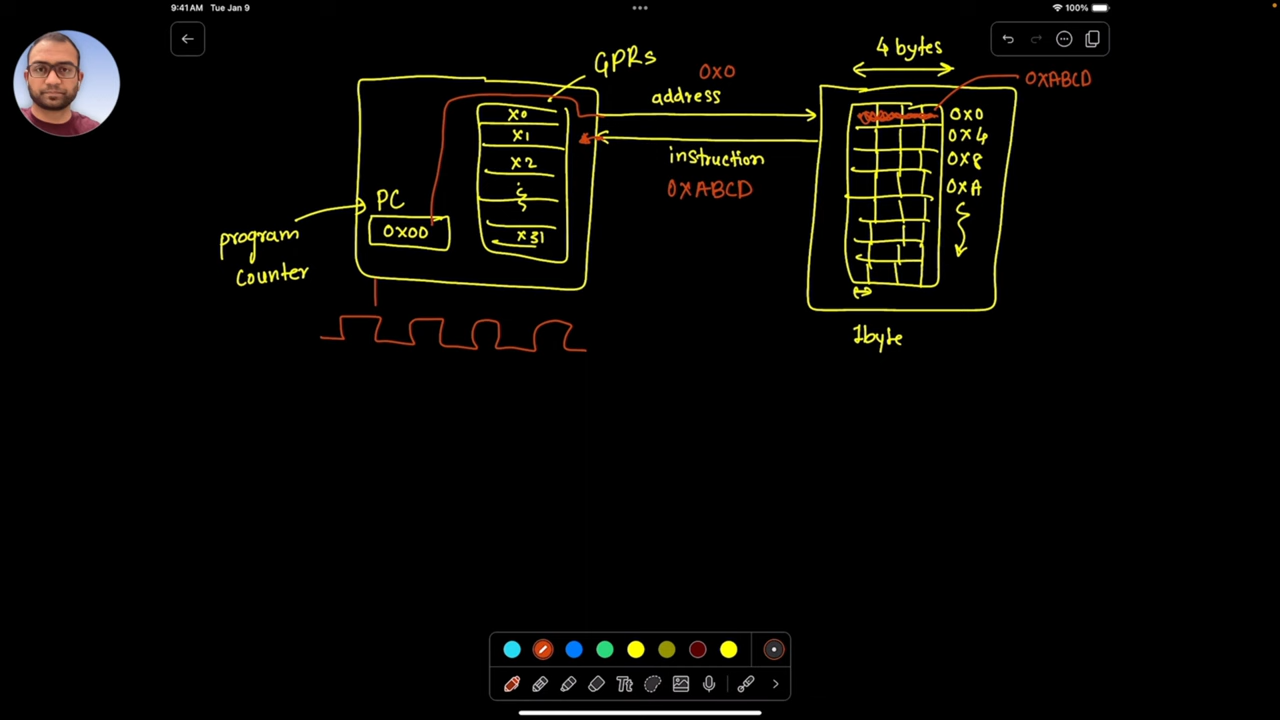 9:41 AM Tue Jan 9
100%
4 bytes
GPRs
0x0
0xABCD
address
x0
0x0
x1
0x4
instruction
x2
0x8
0xABCD
0xA
PC
0x00
x31
program
counter
1byte
Tt